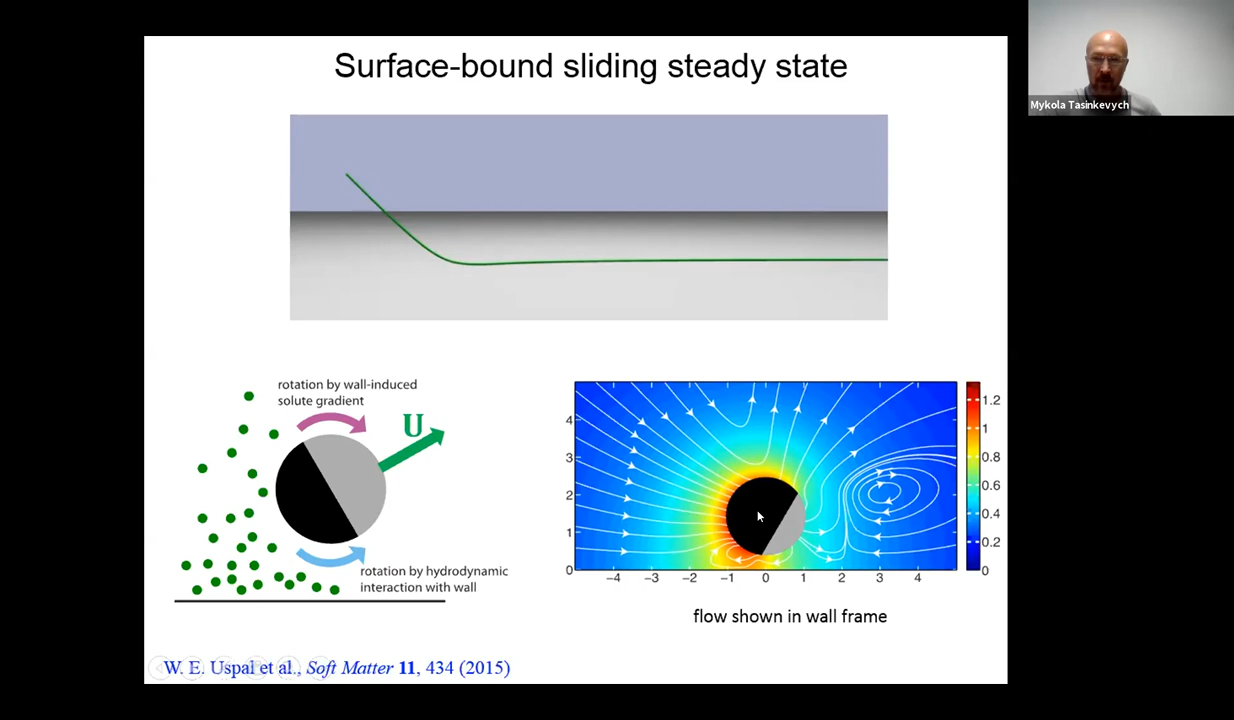 Surface-bound sliding steady state
Mykola Tasinkevych
rotation by wall-induced
solute gradient
U
rotation by hydrodynamic
interaction with wall
4
3
2
1
0
−4 −3 −2 −1 0 1 2 3 4
1.2
1
0.8
0.6
0.4
0.2
0
flow shown in wall frame
W. E. Uspal et al., Soft Matter 11, 434 (2015)